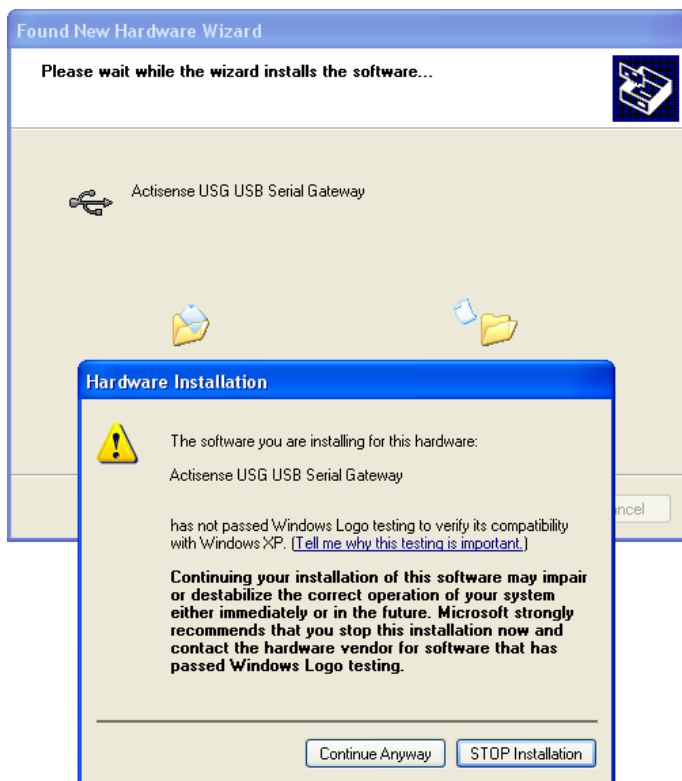 Found New Hardware Wizard
Please wait while the wizard installs the software...
Actisense USG USB Serial Gateway
Hardware Installation
The software you are installing for this hardware:
Actisense USG USB Serial Gateway
has not passed Windows Logo testing to verify its compatibility
with Windows XP. (Tell me why this testing is important.)
Continuing your installation of this software may impair
or destabilize the correct operation of your system
either immediately or in the future. Microsoft strongly
recommends that you stop this installation now and
contact the hardware vendor for software that has
passed Windows Logo testing.
Continue Anyway STOP Installation